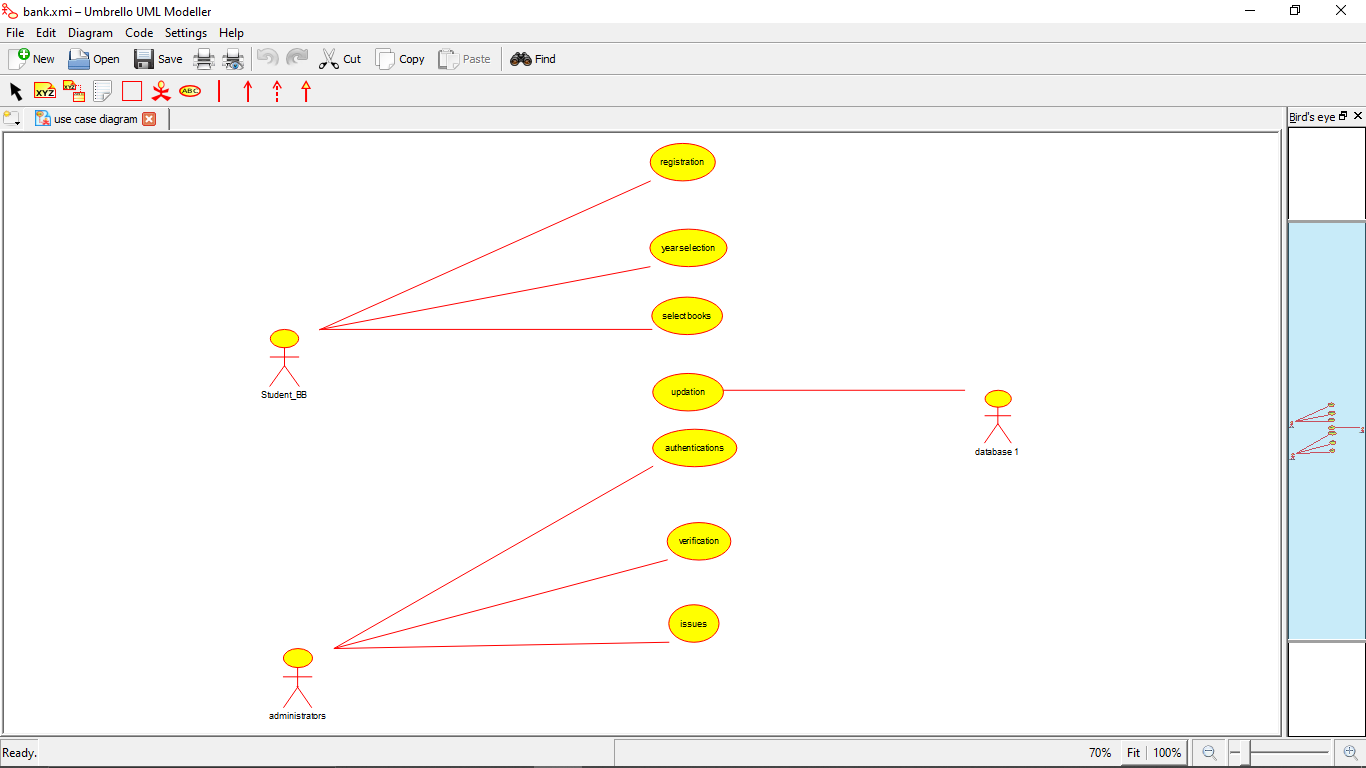 bank.xmi – Umbrello UML Modeller
File Edit Diagram Code Settings Help
New Open Save Cut Copy Paste Find
XYZ XYZ ABC
use case diagram
Bird's eye
registration
yearselection
selectbooks
Student_BB
updation
database 1
authentications
verification
issues
administrators
Ready.
70% Fit 100%